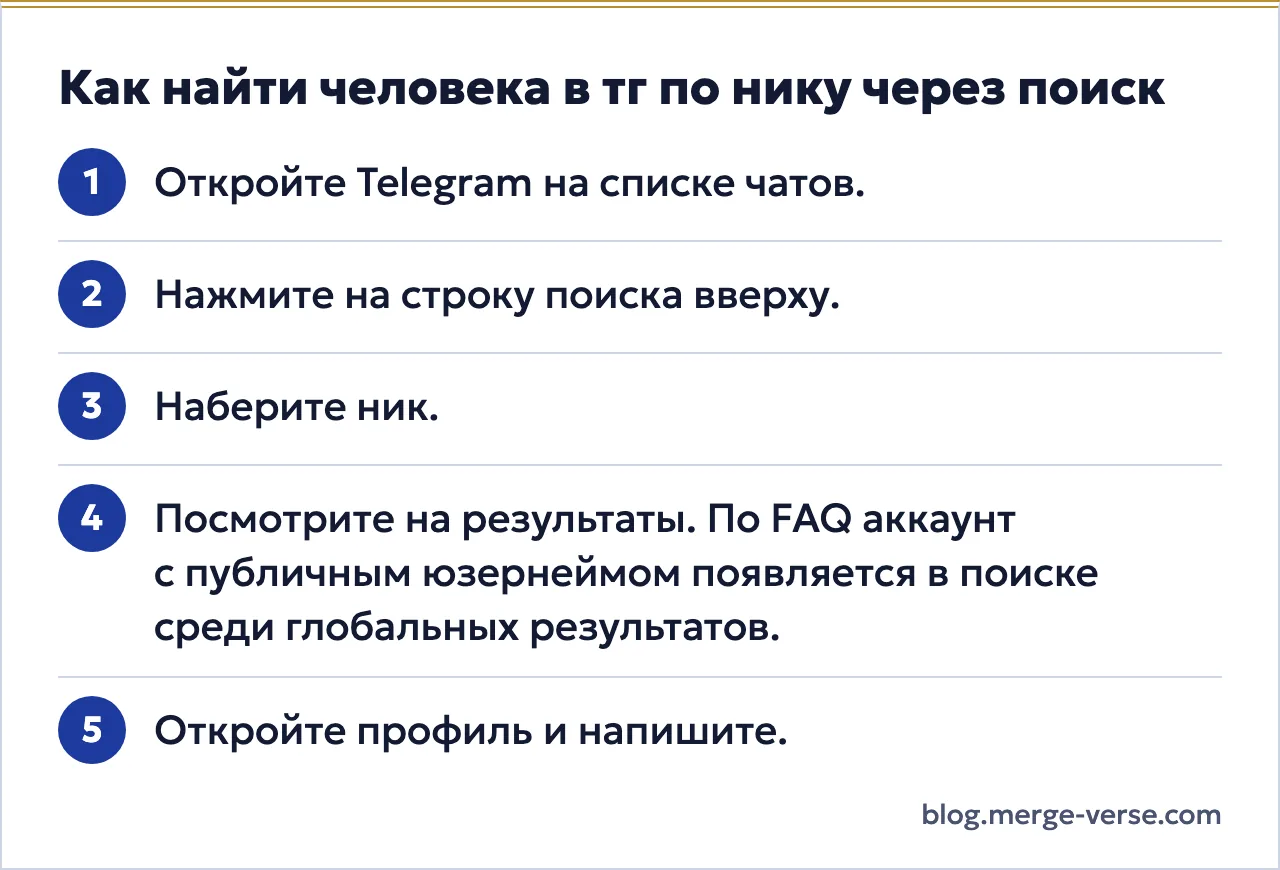 Как найти человека в тг по нику через поиск
1
Откройте Telegram на списке чатов.
2
Нажмите на строку поиска вверху.
3
Наберите ник.
4
Посмотрите на результаты. По FAQ аккаунт
с публичным юзернеймом появляется в поиске
среди глобальных результатов.
5
Откройте профиль и напишите.
blog.merge-verse.com